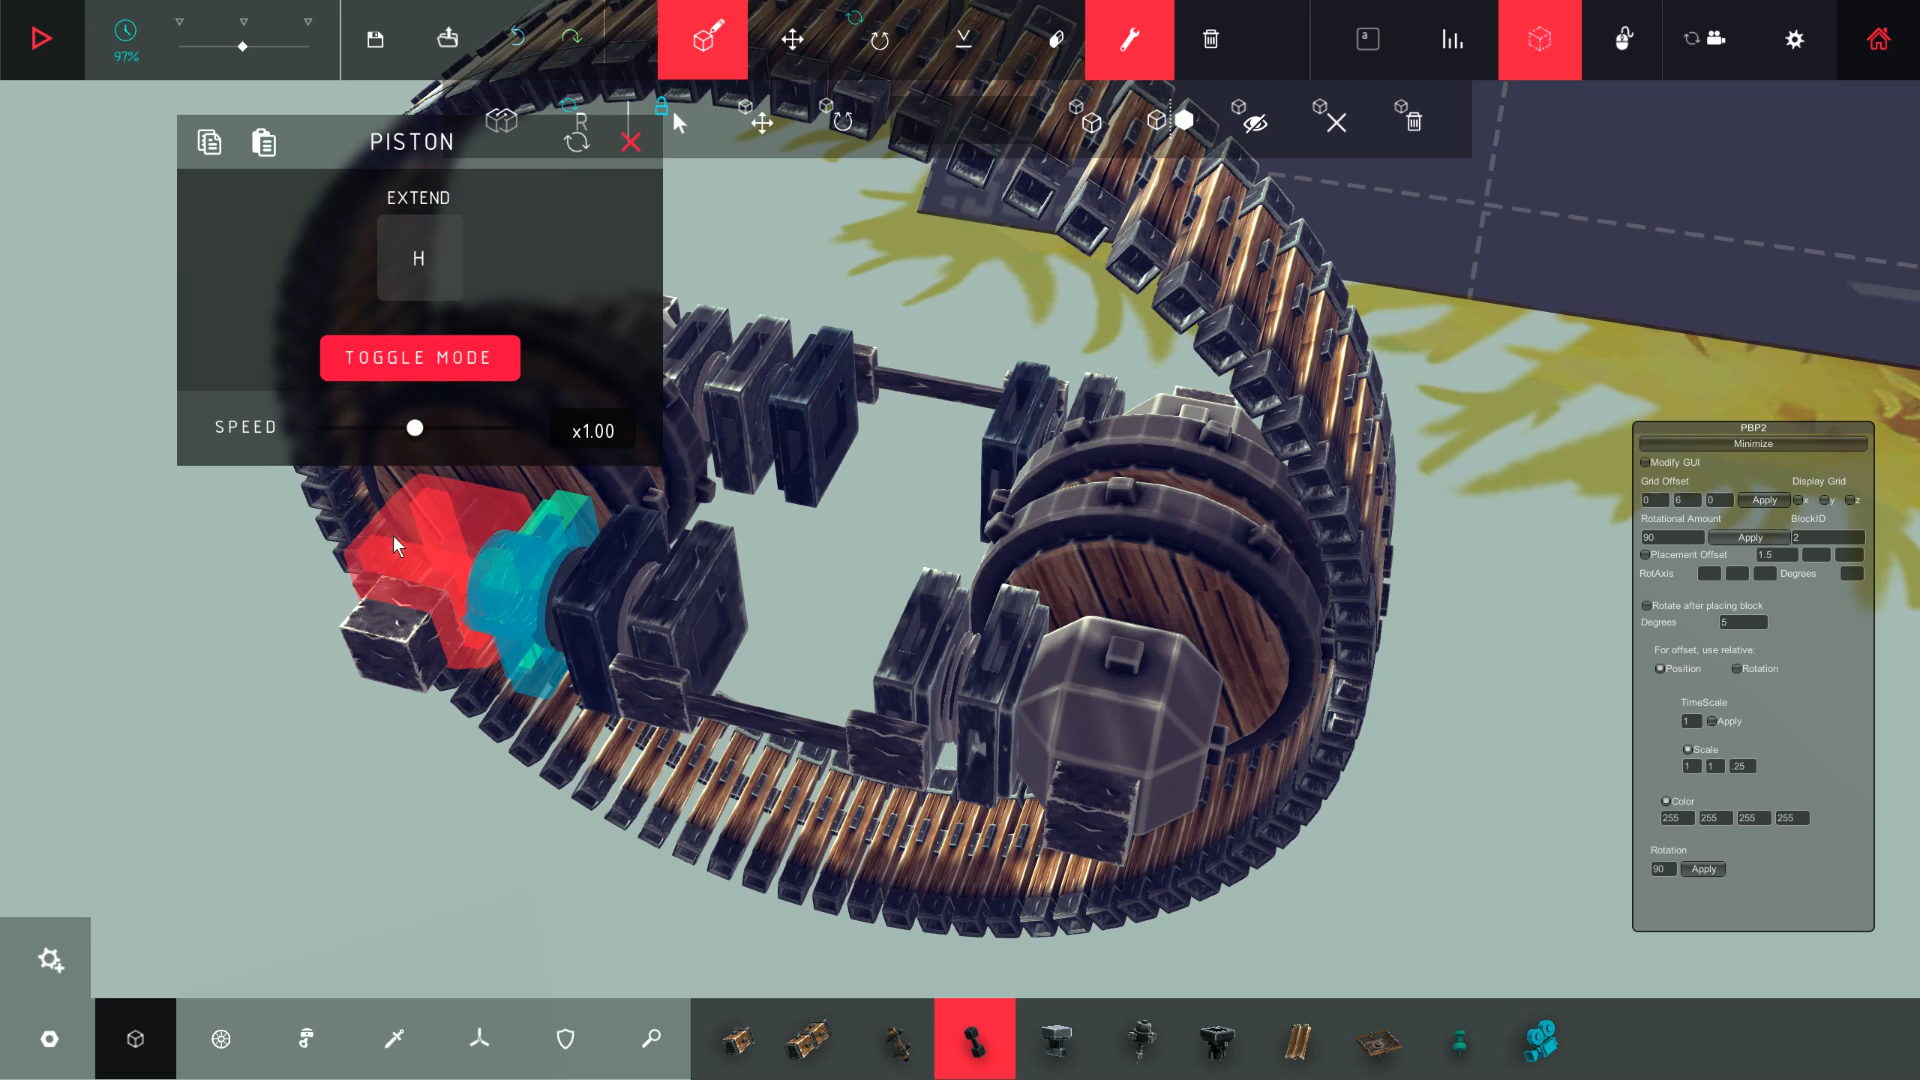 97%
a
R
PISTON
EXTEND
H
TOGGLE MODE
SPEED
x1.00
PBP2
Minimize
Modify GUI
Grid Offset Display Grid
0 6 0 Apply x y z
Rotational Amount BlockID
90 Apply 2
Placement Offset 1.5
RotAxis Degrees
Rotate after placing block
Degrees 5
For offset, use relative:
Position Rotation
TimeScale
1 Apply
Scale
1 1 .25
Color
255 255 255 255
Rotation
90 Apply